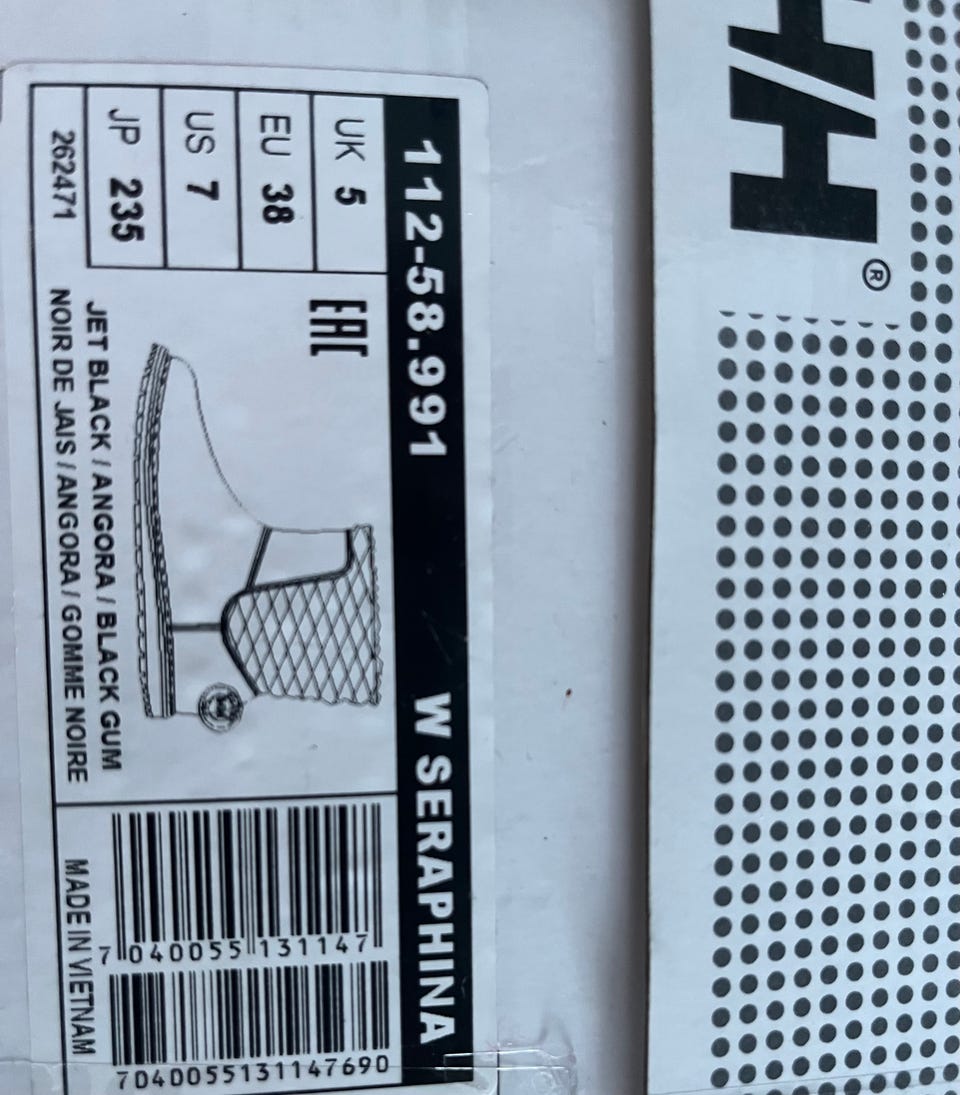 HH®
112-58.991 W SERAPHINA
UK 5
EU 38
US 7
JP 235
262471
EAC
JET BLACK / ANGORA / BLACK GUM
NOIR DE JAIS / ANGORA / GOMME NOIRE
7 040055 131147
7040055131147690
MADE IN VIETNAM